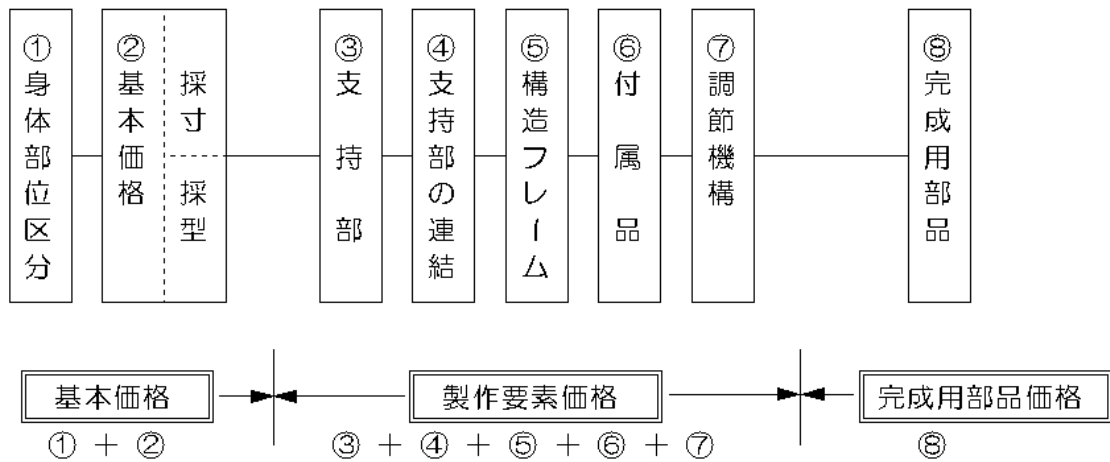 ①身体部位区分
②基本価格
採寸
採型
③支持部
④支持部の連結
⑤構造フレーム
⑥付属品
⑦調節機構
⑧完成用部品
基本価格
製作要素価格
完成用部品価格
①+②
③+④+⑤+⑥+⑦
⑧